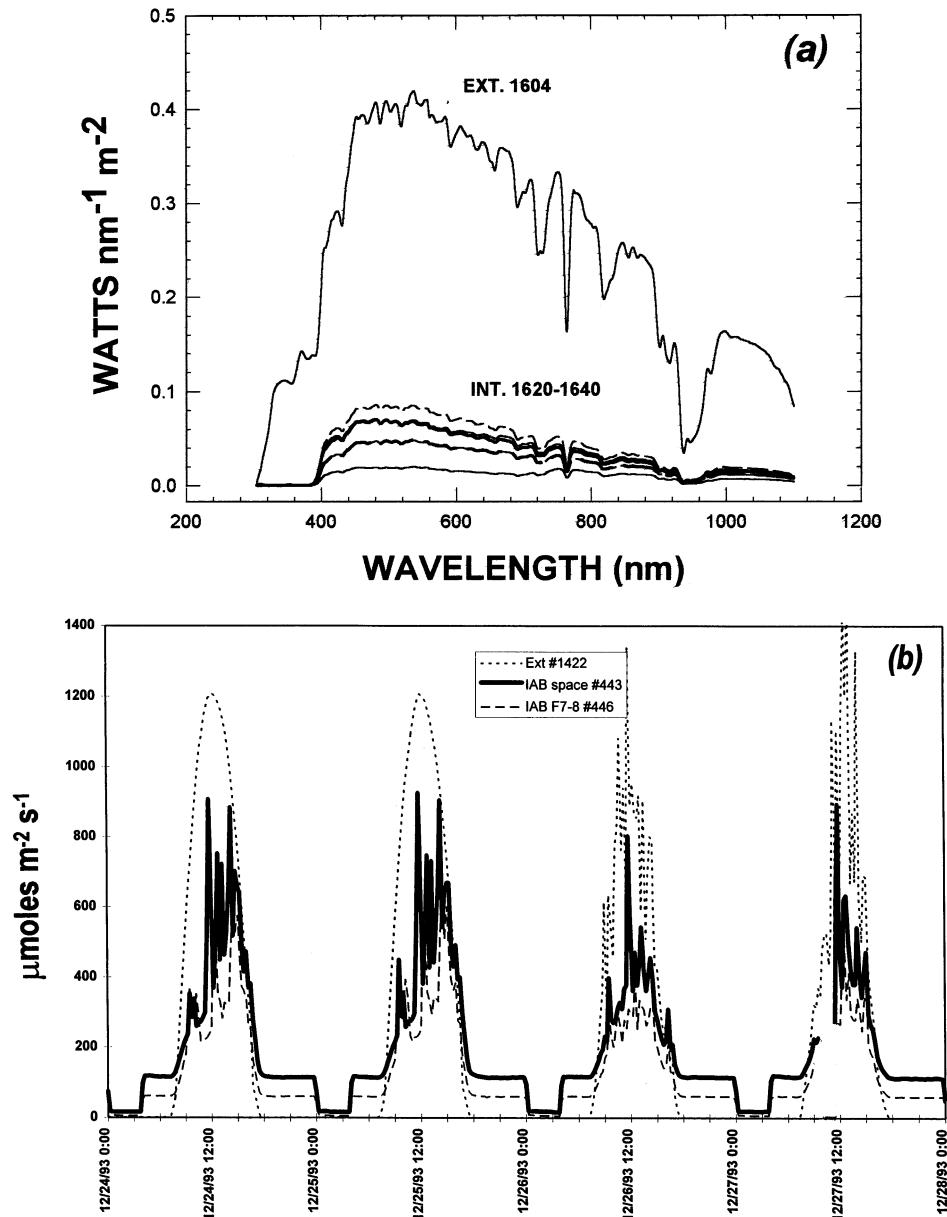 (a)
0.5
0.4
0.3
0.2
0.1
0.0
WATTS nm-1 m-2
EXT. 1604
INT. 1620-1640
200
400
600
800
1000
1200
WAVELENGTH (nm)
(b)
1400
1200
1000
800
600
400
200
0
µmoles m-2 s-1
Ext #1422
IAB space #443
IAB F7-8 #446
12/24/93 0:00
12/24/93 12:00
12/25/93 0:00
12/25/93 12:00
12/26/93 0:00
12/26/93 12:00
12/27/93 0:00
12/27/93 12:00
12/28/93 0:00